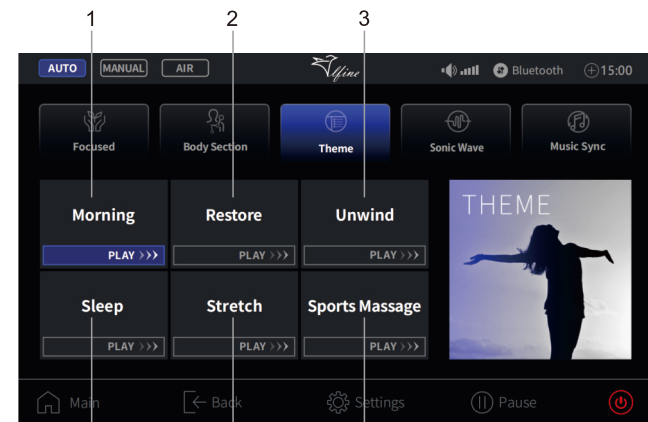 1 2 3
AUTO MANUAL AIR Elfine Bluetooth 15:00
Focused Body Section Theme Sonic Wave Music Sync
Morning Restore Unwind THEME
PLAY >>> PLAY >>> PLAY >>>
Sleep Stretch Sports Massage
PLAY >>> PLAY >>> PLAY >>>
Main Back Settings Pause